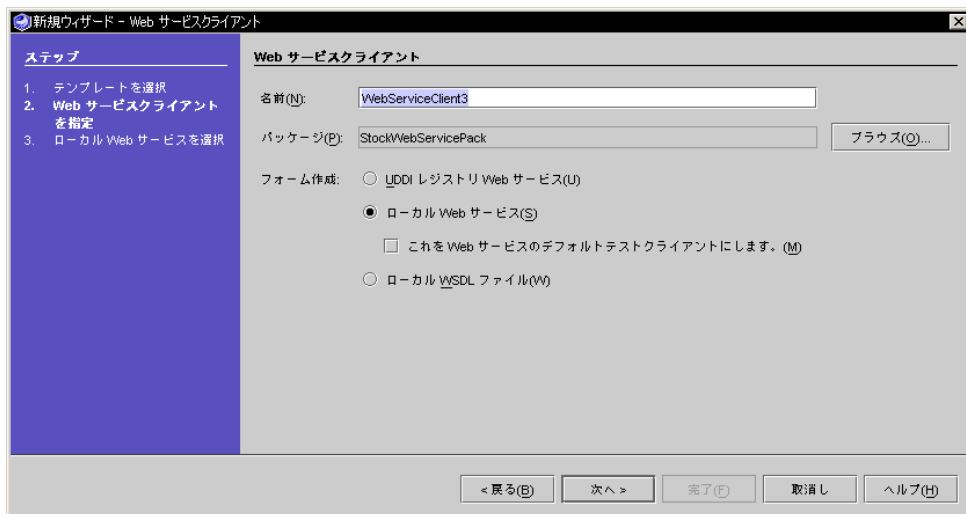 新規ウィザード - Web サービスクライアント
ステップ
1. テンプレートを選択
2. Web サービスクライアント
を指定
3. ローカル Web サービスを選択
Web サービスクライアント
名前(N): WebServiceClient3
パッケージ(P): StockWebServicePack ブラウズ(O)...
フォーム作成: UDDI レジストリ Web サービス(U)
ローカル Web サービス(S)
これを Web サービスのデフォルトテストクライアントにします。(M)
ローカル WSDL ファイル(W)
< 戻る(B) 次へ > 完了(F) 取消し ヘルプ(H)